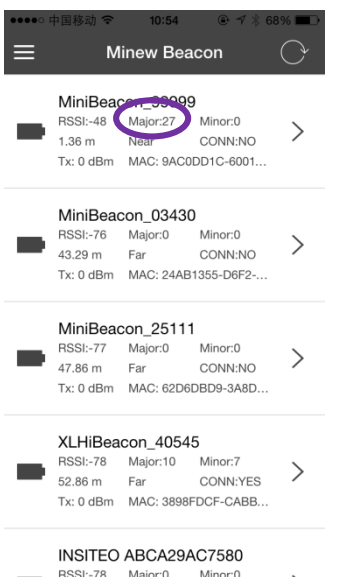 中国移动 10:54 68%
Minew Beacon
MiniBeacon_99999
RSSI:-48 Major:27 Minor:0
1.36 m Near CONN:NO
Tx: 0 dBm MAC: 9AC0DD1C-6001...
MiniBeacon_03430
RSSI:-76 Major:0 Minor:0
43.29 m Far CONN:NO
Tx: 0 dBm MAC: 24AB1355-D6F2-...
MiniBeacon_25111
RSSI:-77 Major:0 Minor:0
47.86 m Far CONN:NO
Tx: 0 dBm MAC: 62D6DBD9-3A8D...
XLHiBeacon_40545
RSSI:-78 Major:10 Minor:7
52.86 m Far CONN:YES
Tx: 0 dBm MAC: 3898FDCF-CABB...
INSITEO ABCA29AC7580
RSSI:-78 Major:0 Minor:0